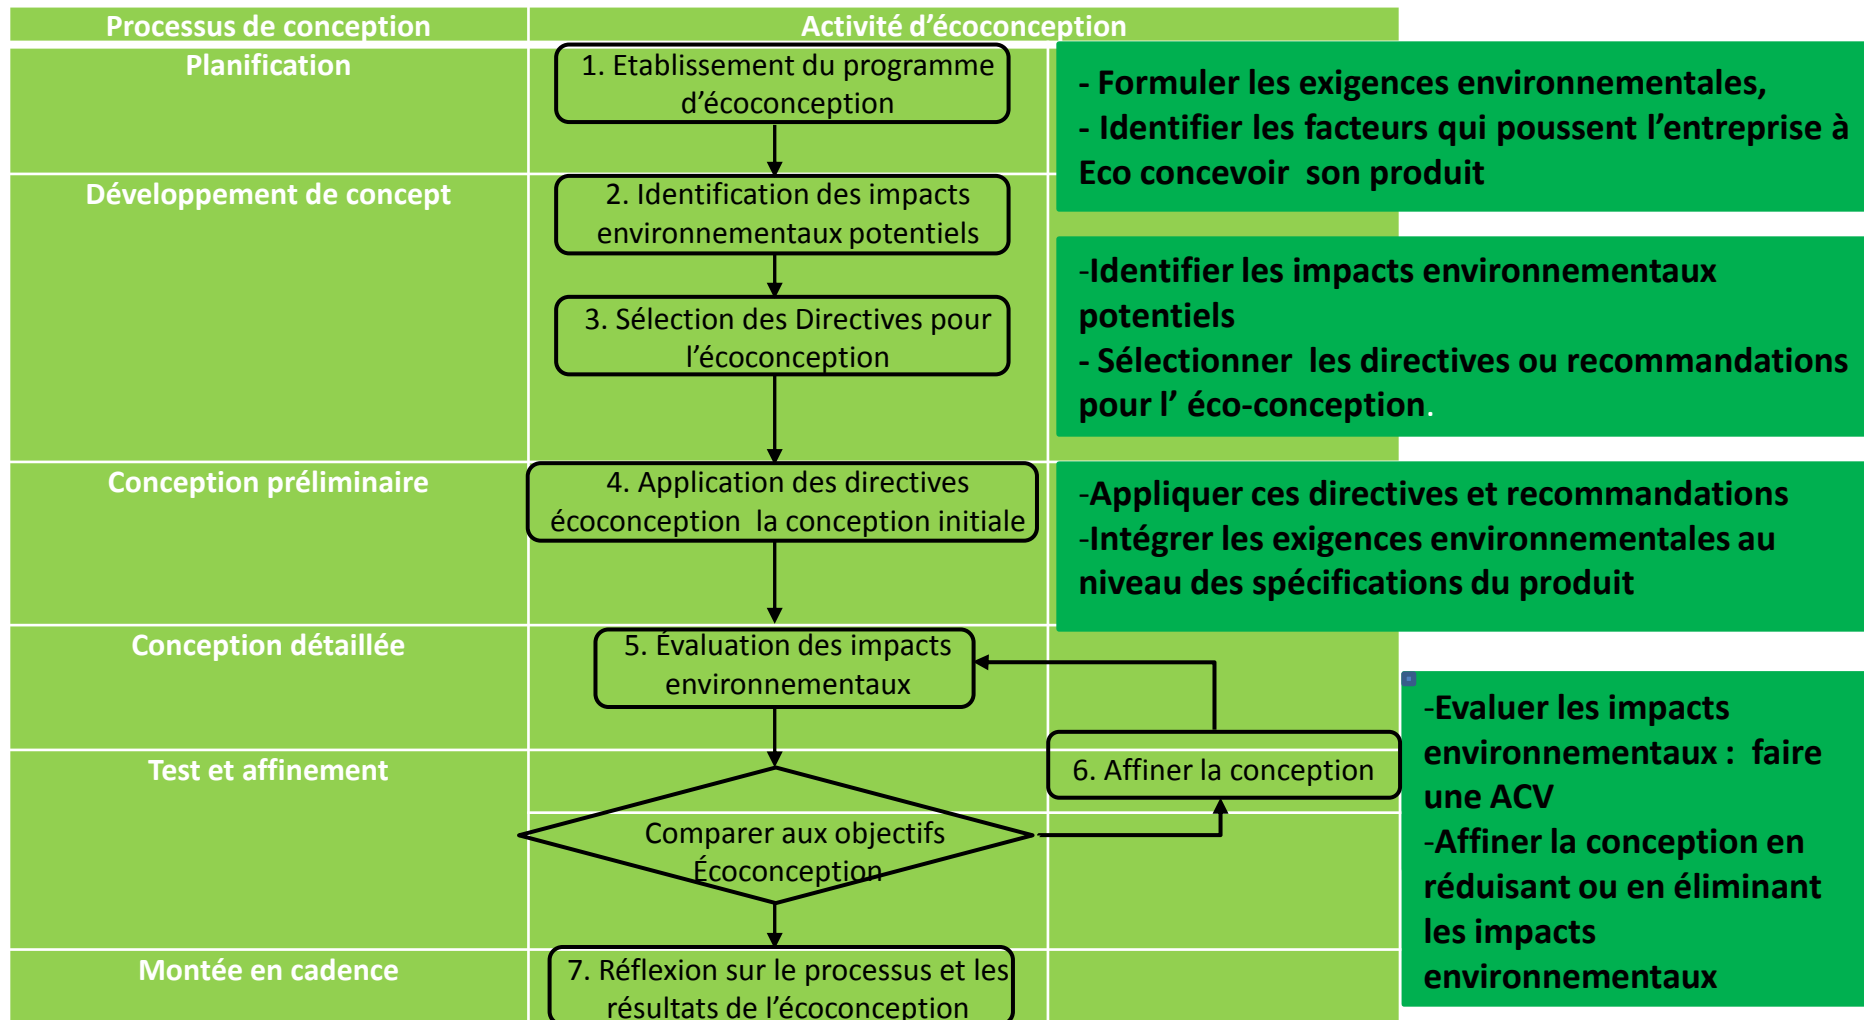 Processus de conception
Activité d'écoconception
Planification
1. Etablissement du programme
d'écoconception
- Formuler les exigences environnementales,
- Identifier les facteurs qui poussent l'entreprise à
Eco concevoir son produit
Développement de concept
2. Identification des impacts
environnementaux potentiels
3. Sélection des Directives pour
l'écoconception
-Identifier les impacts environnementaux
potentiels
- Sélectionner les directives ou recommandations
pour l' éco-conception.
Conception préliminaire
4. Application des directives
écoconception la conception initiale
-Appliquer ces directives et recommandations
-Intégrer les exigences environnementales au
niveau des spécifications du produit
Conception détaillée
5. Évaluation des impacts
environnementaux
Test et affinement
6. Affiner la conception
Comparer aux objectifs
Écoconception
-Evaluer les impacts
environnementaux : faire
une ACV
-Affiner la conception en
réduisant ou en éliminant
les impacts
environnementaux
Montée en cadence
7. Réflexion sur le processus et les
résultats de l'écoconception